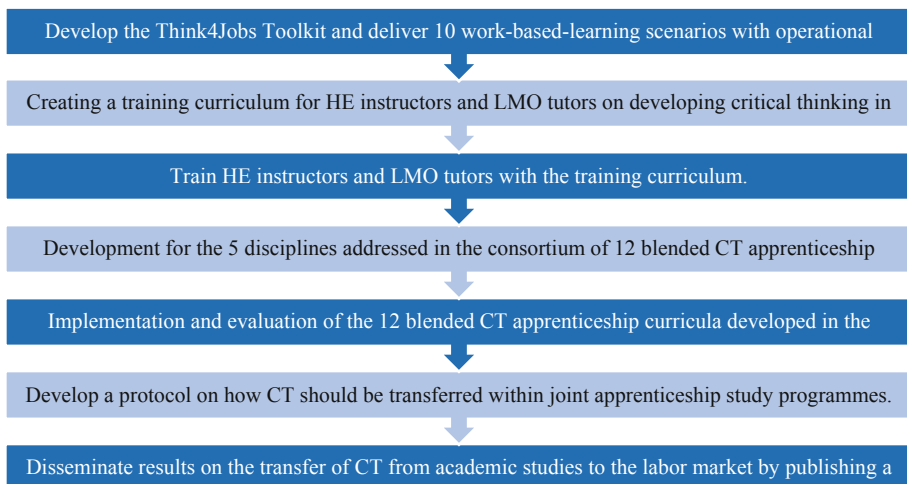 Develop the Think4Jobs Toolkit and deliver 10 work-based-learning scenarios with operational
Creating a training curriculum for HE instructors and LMO tutors on developing critical thinking in
Train HE instructors and LMO tutors with the training curriculum.
Development for the 5 disciplines addressed in the consortium of 12 blended CT apprenticeship
Implementation and evaluation of the 12 blended CT apprenticeship curricula developed in the
Develop a protocol on how CT should be transferred within joint apprenticeship study programmes.
Disseminate results on the transfer of CT from academic studies to the labor market by publishing a